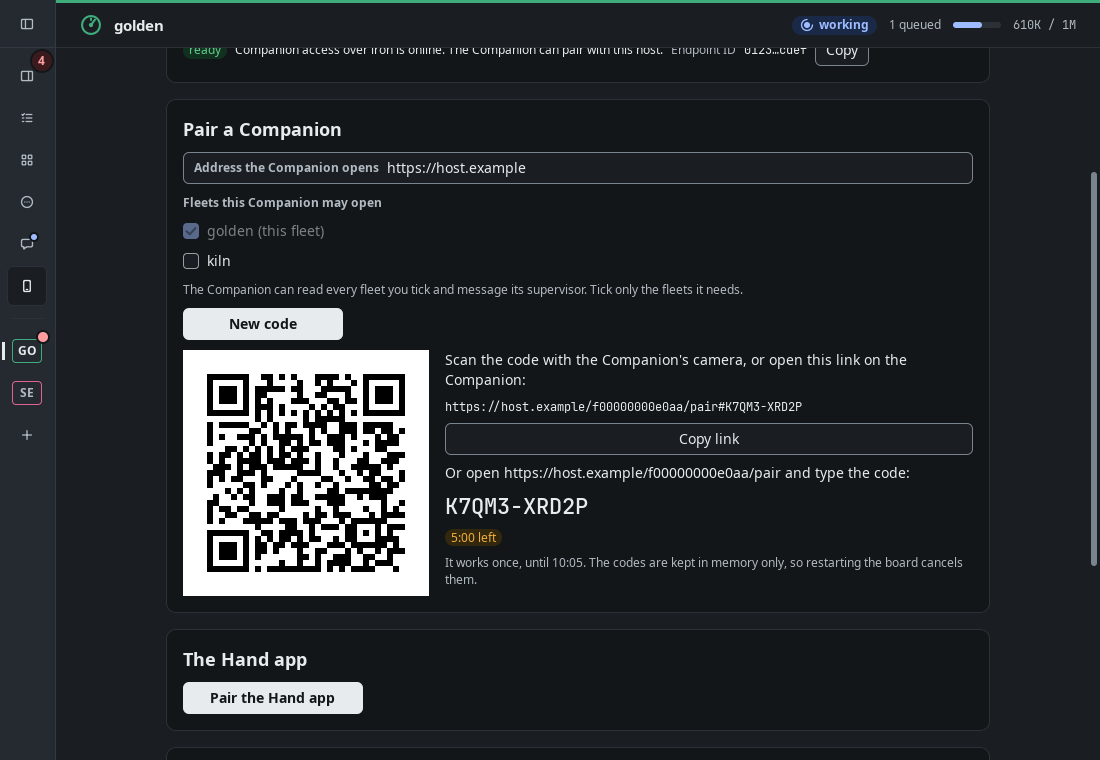 golden
working
1 queued
610K / 1M
4
ready Companion access over Iroh is online. The Companion can pair with this host. Endpoint ID 0123…cdef Copy
Pair a Companion
Address the Companion opens https://host.example
Fleets this Companion may open
golden (this fleet)
kiln
The Companion can read every fleet you tick and message its supervisor. Tick only the fleets it needs.
New code
GO
SE
Scan the code with the Companion's camera, or open this link on the
Companion:
https://host.example/f00000000e0aa/pair#K7QM3-XRD2P
Copy link
Or open https://host.example/f00000000e0aa/pair and type the code:
K7QM3-XRD2P
5:00 left
It works once, until 10:05. The codes are kept in memory only, so restarting the board cancels
them.
The Hand app
Pair the Hand app